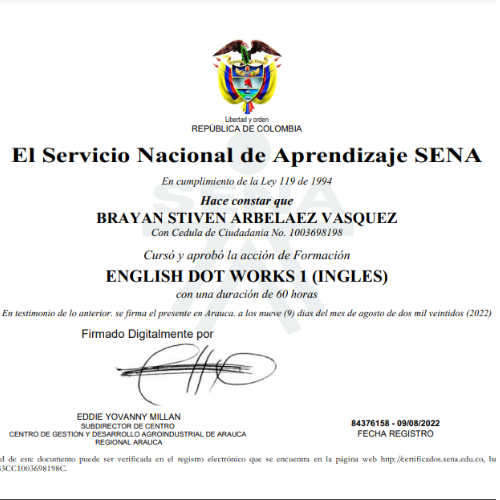 Libertad y orden
REPÚBLICA DE COLOMBIA
El Servicio Nacional de Aprendizaje SENA
En cumplimiento de la Ley 119 de 1994
Hace constar que
BRAYAN STIVEN ARBELAEZ VASQUEZ
Con Cedula de Ciudadania No. 1003698198
Cursó y aprobó la acción de Formación
ENGLISH DOT WORKS 1 (INGLES)
con una duración de 60 horas
En testimonio de lo anterior. se firma el presente en Arauca. a los nueve (9) dias del mes de agosto de dos mil veintidos (2022)
Firmado Digitalmente por
EDDIE YOVANNY MILLAN
SUBDIRECTOR DE CENTRO
CENTRO DE GESTION Y DESARROLLO AGROINDUSTRIAL DE ARAUCA
REGIONAL ARAUCA
84376158 - 09/08/2022
FECHA REGISTRO
d de este documento puede ser verificada en el registro electrónico que se encuentra en la página web http://certificados.sena.edu.co, ba
3CC1003698198C.
SENA